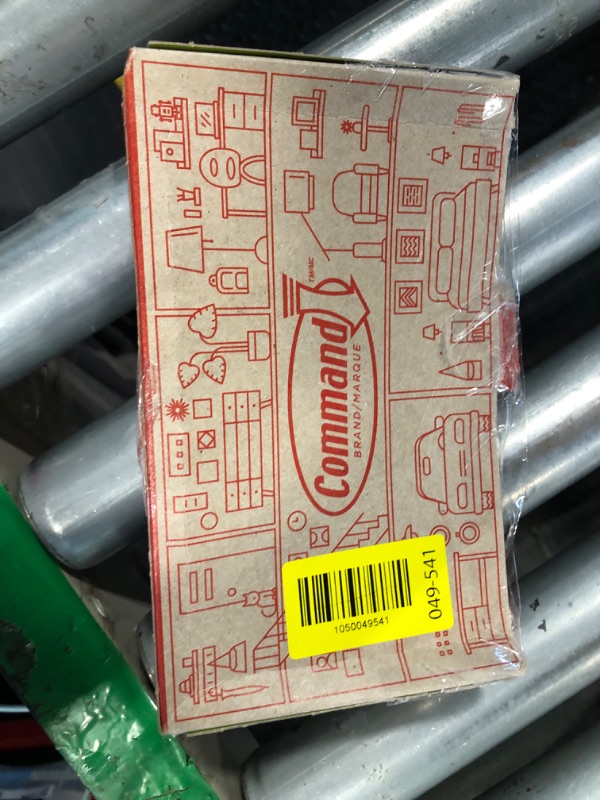 TM/MC
Command
BRAND/MARQUE
1050049541
049-541